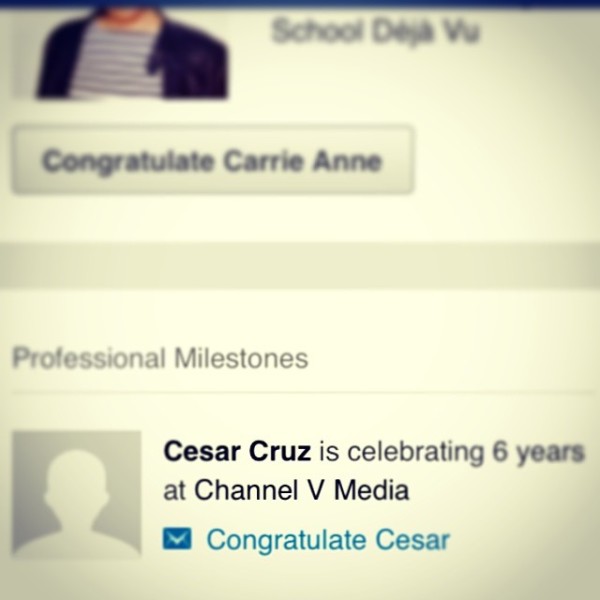 School Déjà Vu
Congratulate Carrie Anne
Professional Milestones
Cesar Cruz is celebrating 6 years
at Channel V Media
Congratulate Cesar